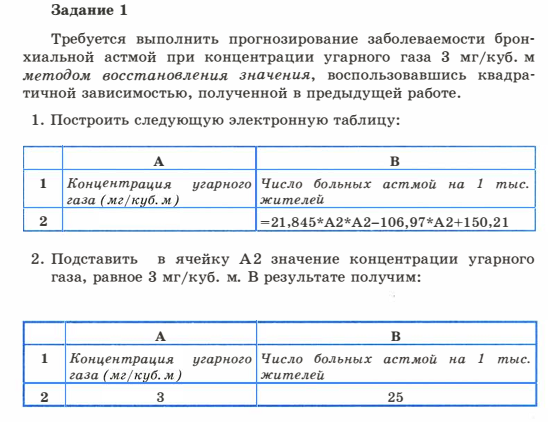 Задание 1
Требуется выполнить прогнозирование заболеваемости брон-
хиальной астмой при концентрации угарного газа 3 мг/куб. м
методом восстановления значения, воспользовавшись квадра-
тичной зависимостью, полученной в предыдущей работе.
1. Построить следующую электронную таблицу:
A B
1 Концентрация угарного Число больных астмой на 1 тыс.
газа (мг/куб. м) жителей
2 =21,845*A2*A2–106,97*A2+150,21
2. Подставить в ячейку A2 значение концентрации угарного
газа, равное 3 мг/куб. м. В результате получим:
A B
1 Концентрация угарного Число больных астмой на 1 тыс.
газа (мг/куб. м) жителей
2 3 25